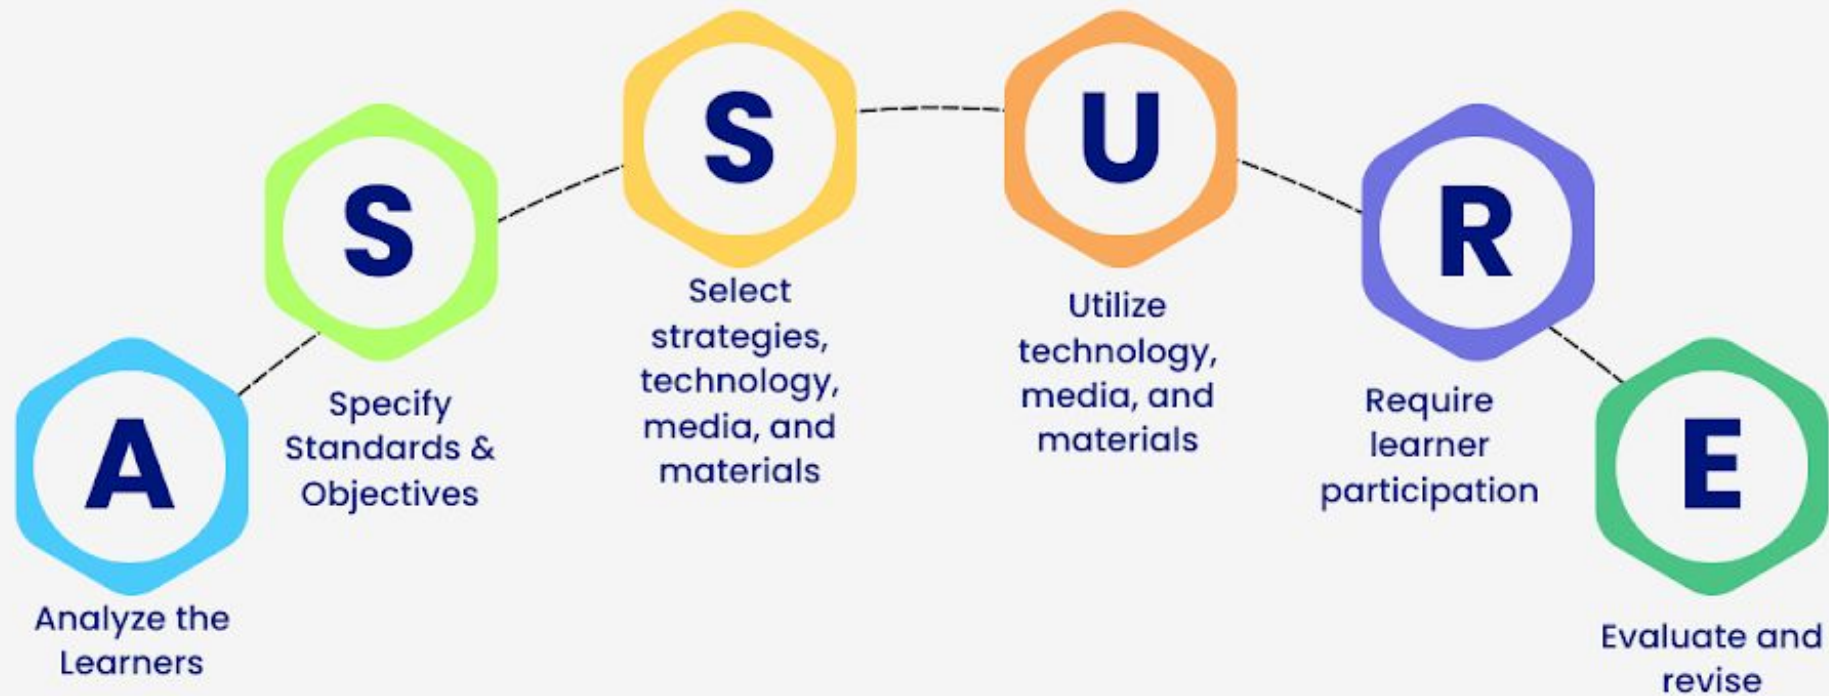 A
Analyze the
Learners
S
Specify
Standards &
Objectives
S
Select
strategies,
technology,
media, and
materials
U
Utilize
technology,
media, and
materials
R
Require
learner
participation
E
Evaluate and
revise